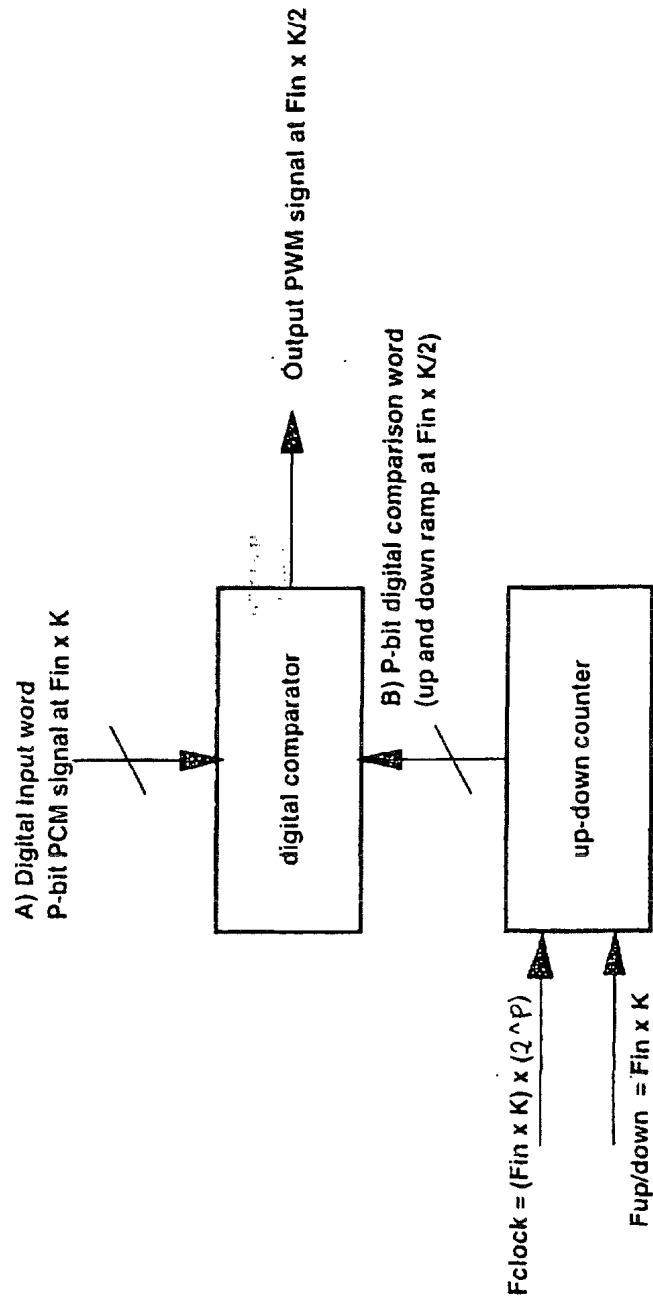 A) Digital Input word
P-bit PCM signal at Fin x K
digital comparator
Output PWM signal at Fin x K/2
B) P-bit digital comparison word
(up and down ramp at Fin x K/2)
up-down counter
Fclock = (Fin x K) x (2^P)
Fup/down = Fin x K